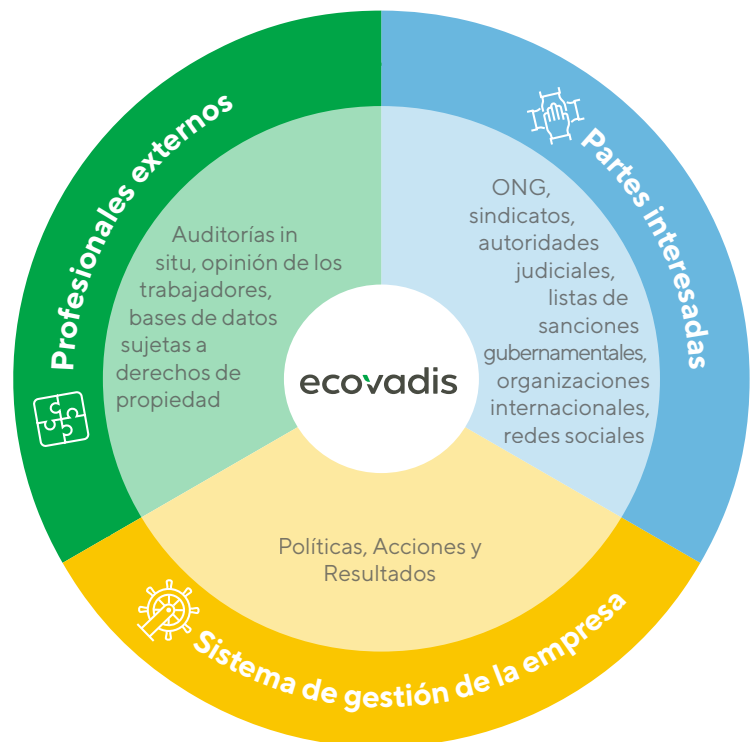 Profesionales externos
Auditorías in
situ, opinión de los
trabajadores,
bases de datos
sujetas a
derechos de
propiedad
Partes interesadas
ONG,
sindicatos,
autoridades
judiciales,
listas de
sanciones
gubernamentales,
organizaciones
internacionales,
redes sociales
ecovadis
Políticas, Acciones y
Resultados
Sistema de gestión de la empresa